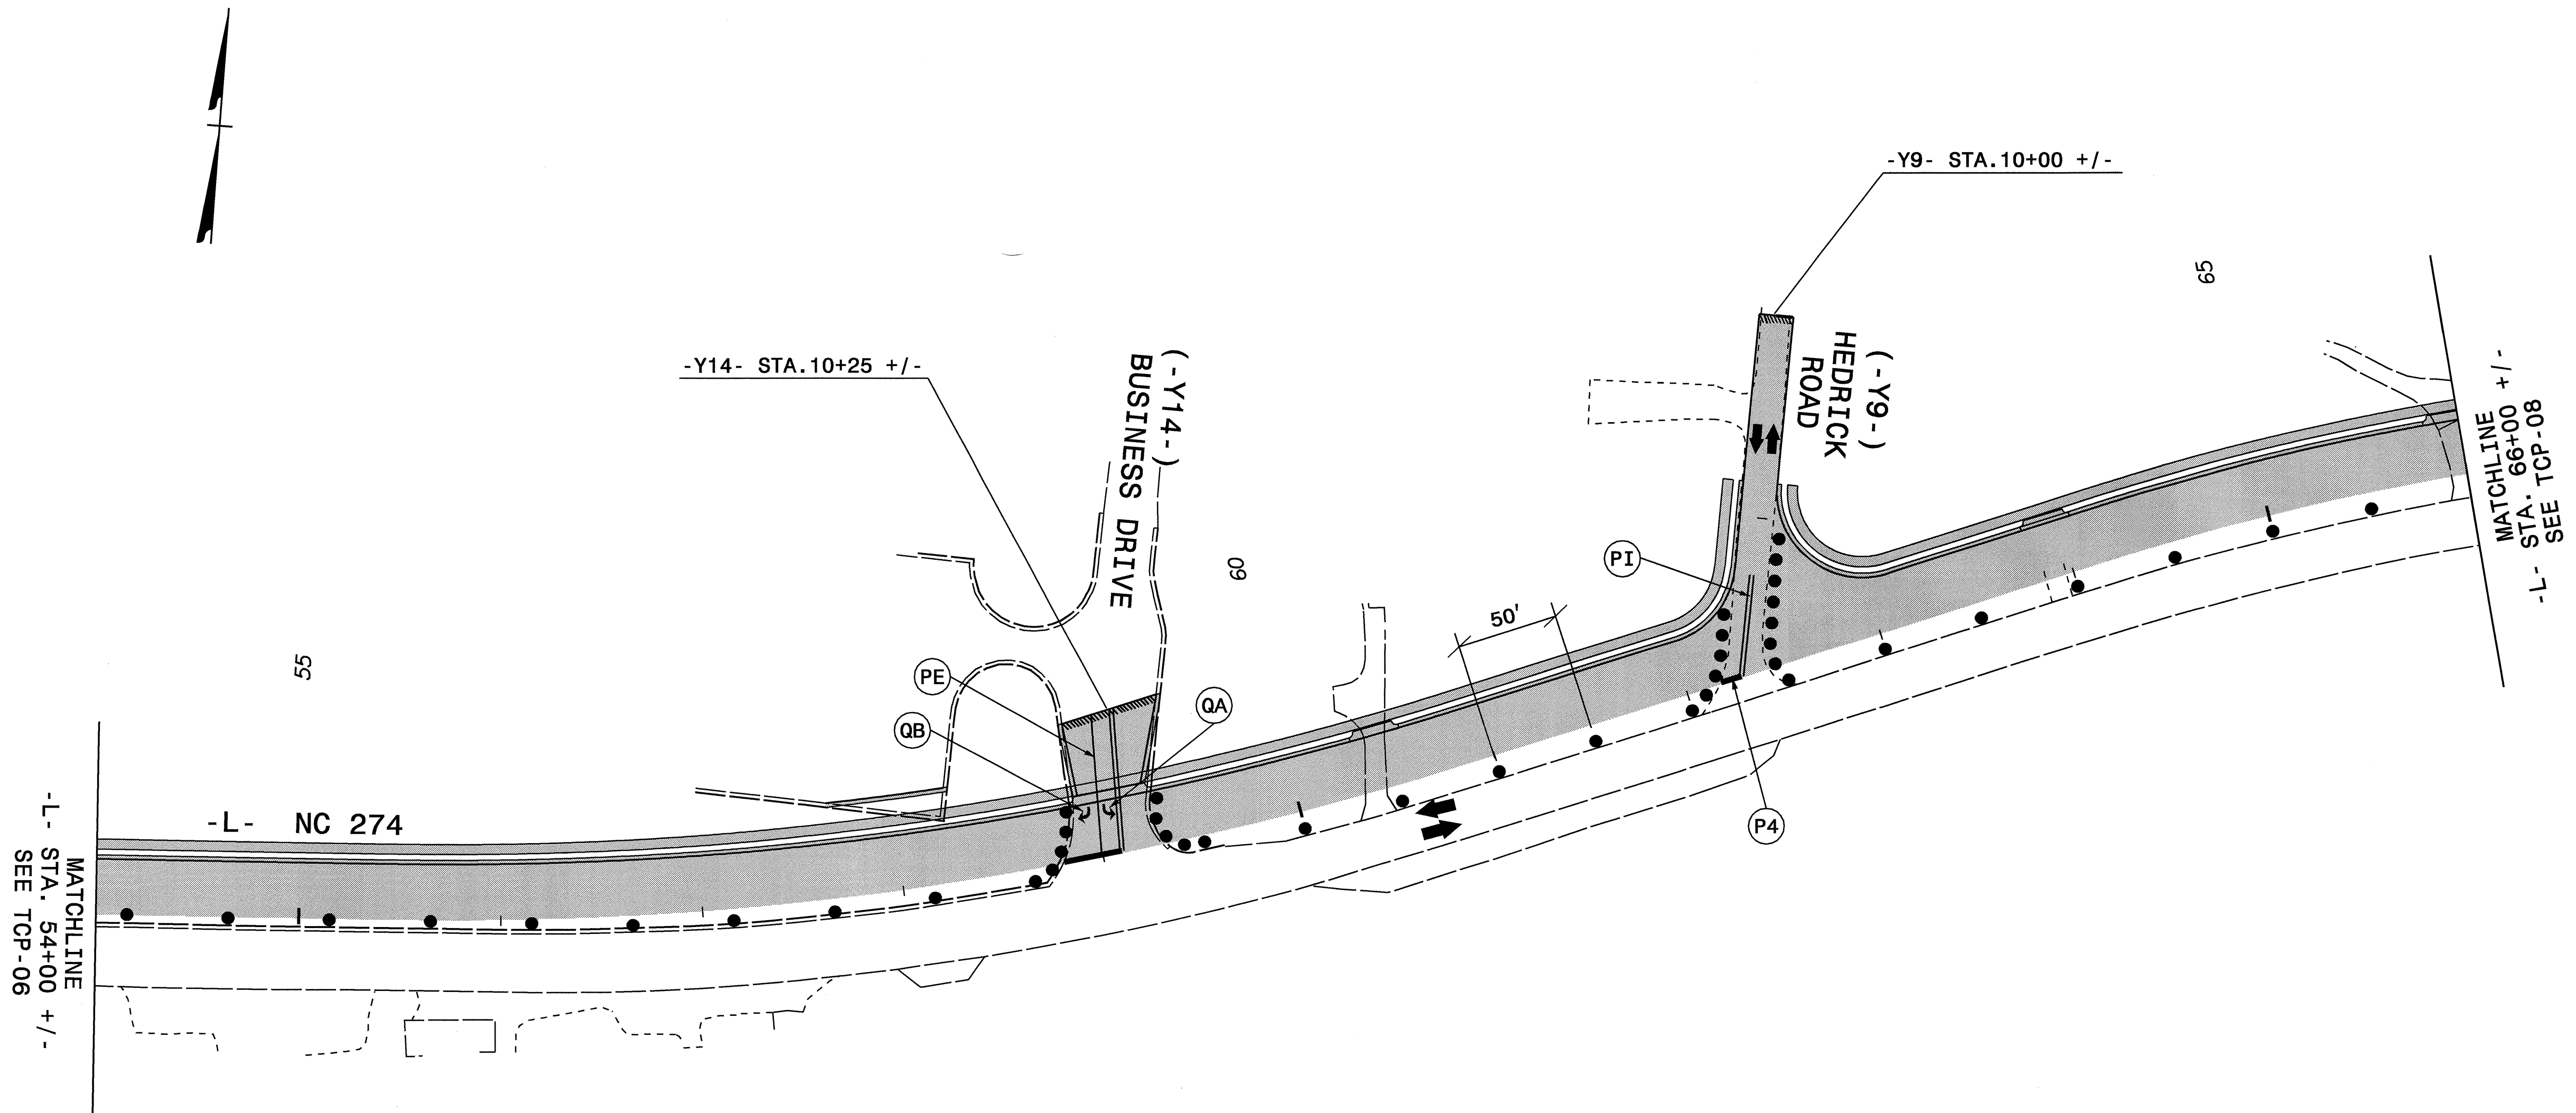 -Y9- STA.10+00 +/-
65
(-Y9-)
HEDRICK
ROAD
-Y14- STA.10+25 +/-
(-Y14-)
BUSINESS DRIVE
MATCHLINE
-L- STA. 66+00 +/-
SEE TCP-08
60
PI
50'
55
PE
QA
QB
-L- NC 274
P4
MATCHLINE
-L- STA. 54+00 +/-
SEE TCP-06